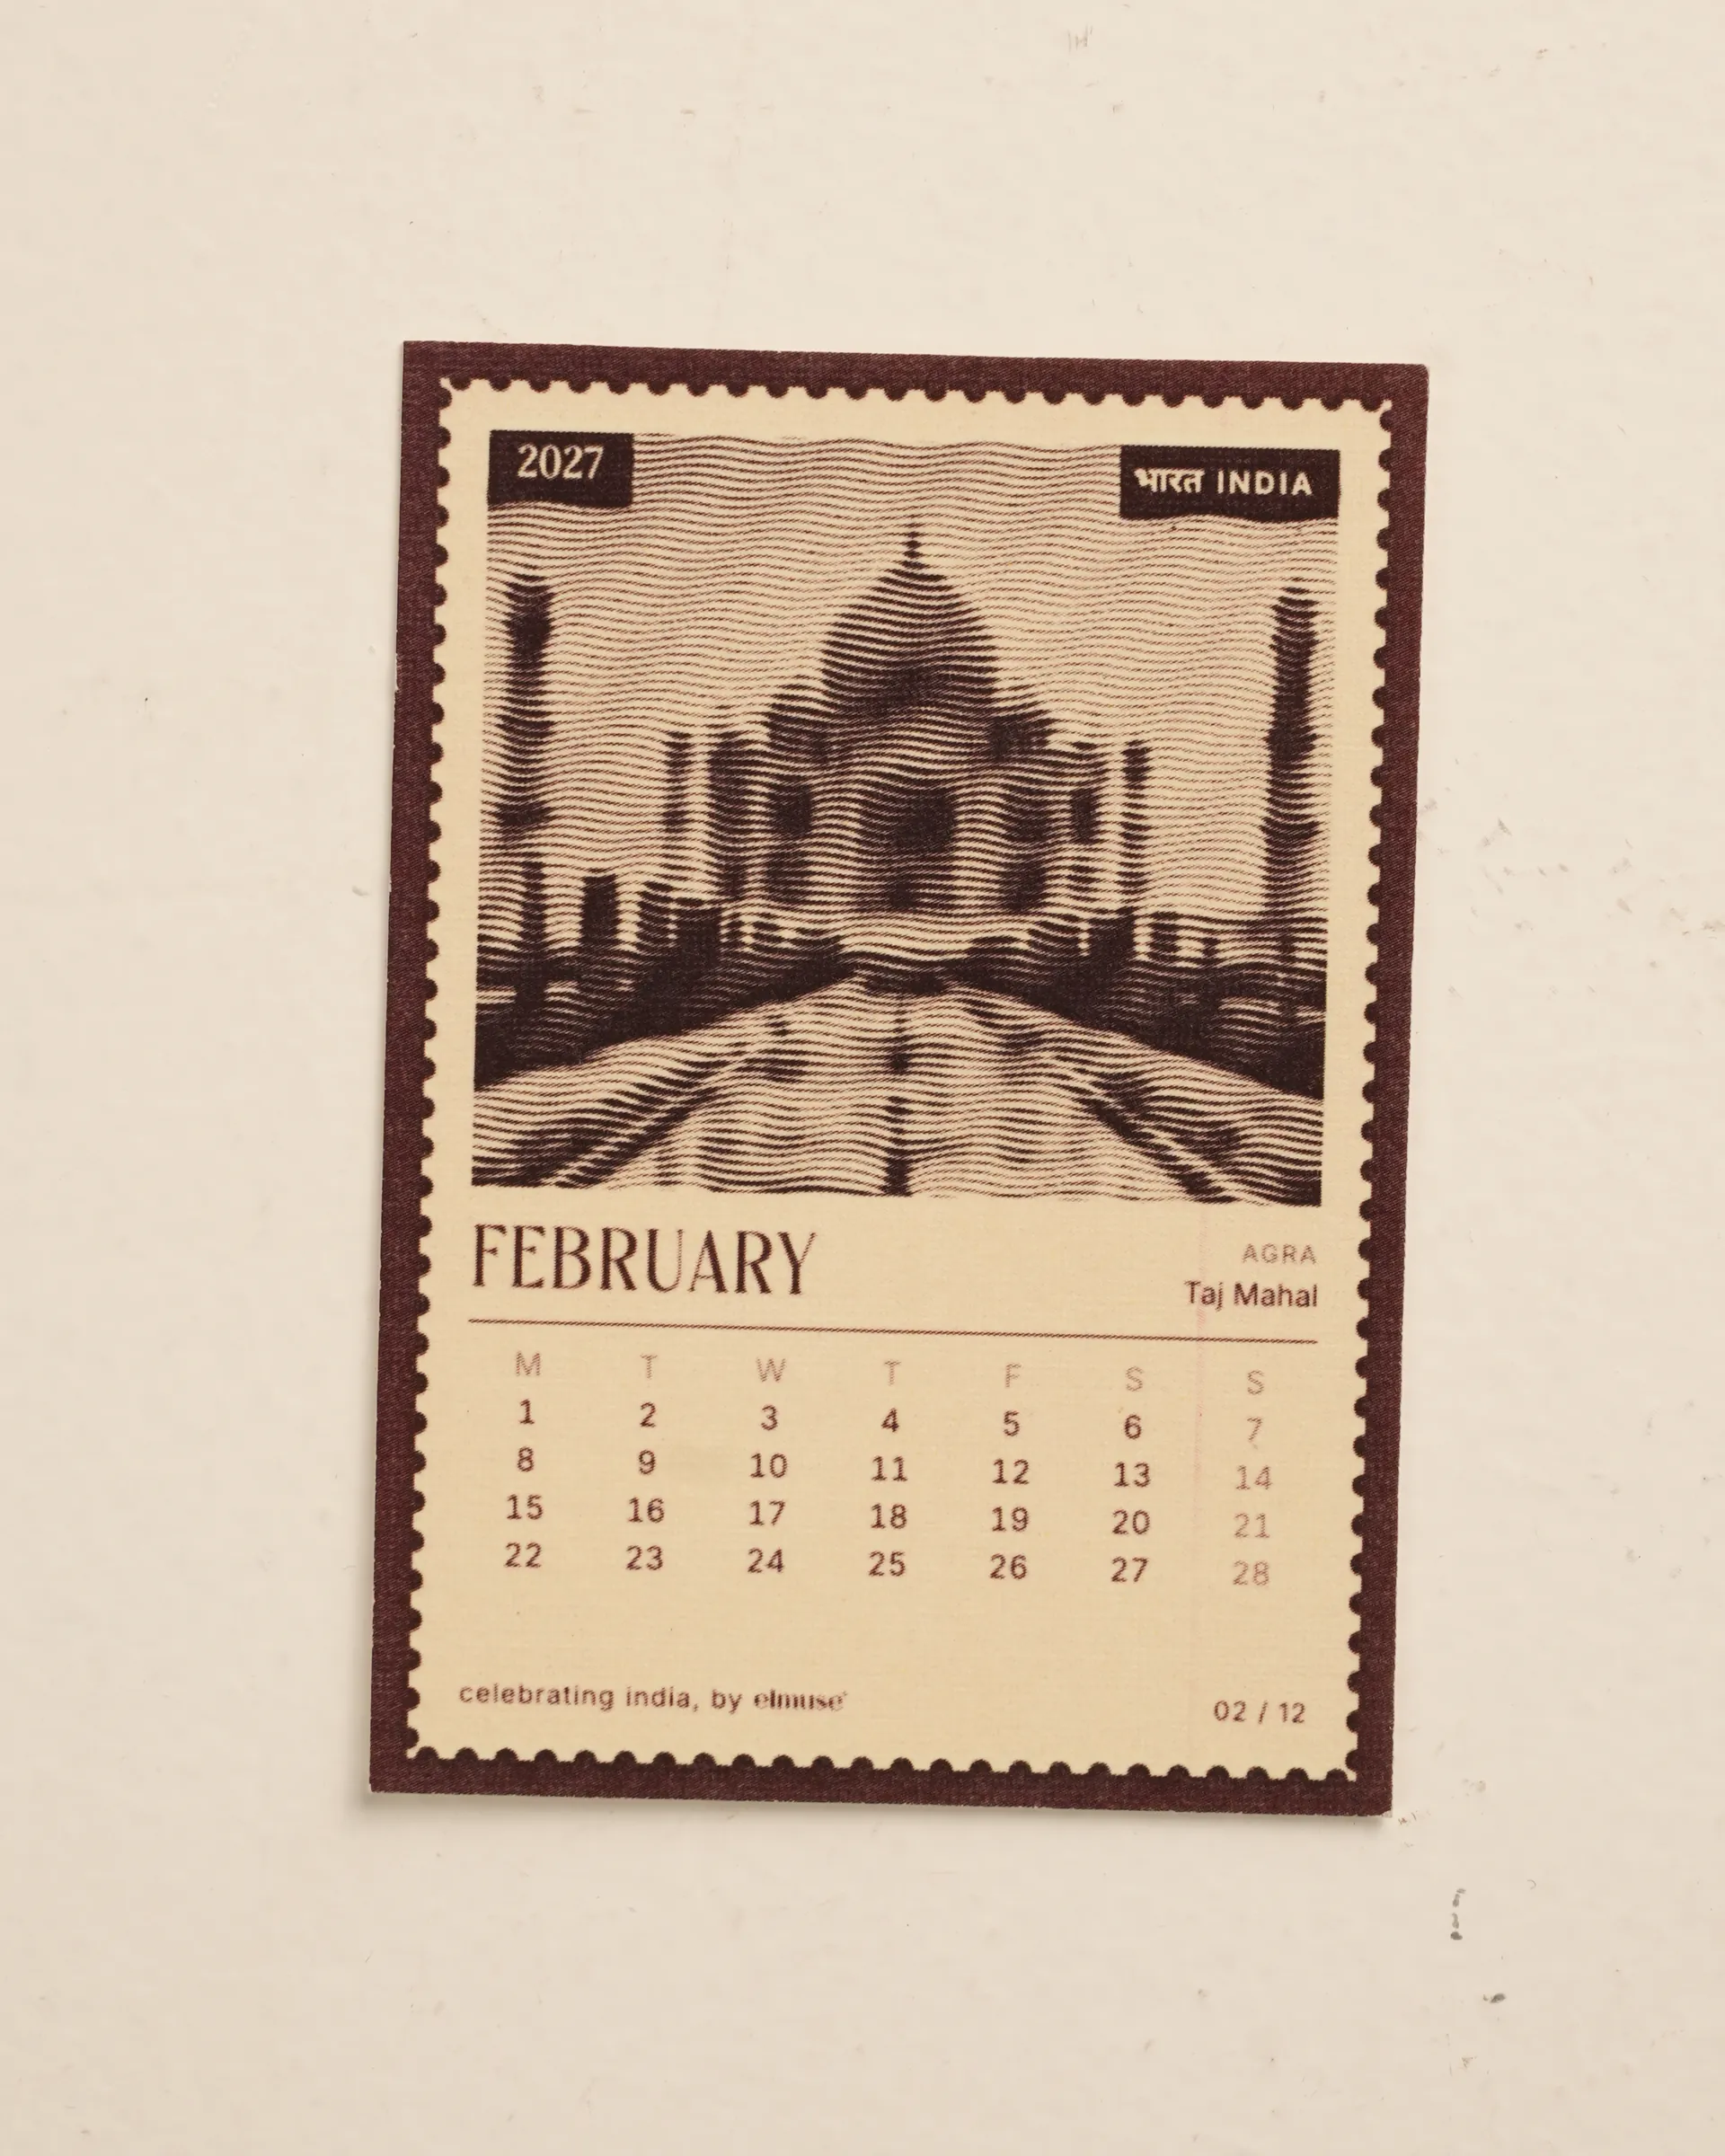 2027
भारत INDIA
FEBRUARY
AGRA
Taj Mahal
M T W T F S S
1 2 3 4 5 6 7
8 9 10 11 12 13 14
15 16 17 18 19 20 21
22 23 24 25 26 27 28
celebrating india, by elmuse
02 / 12